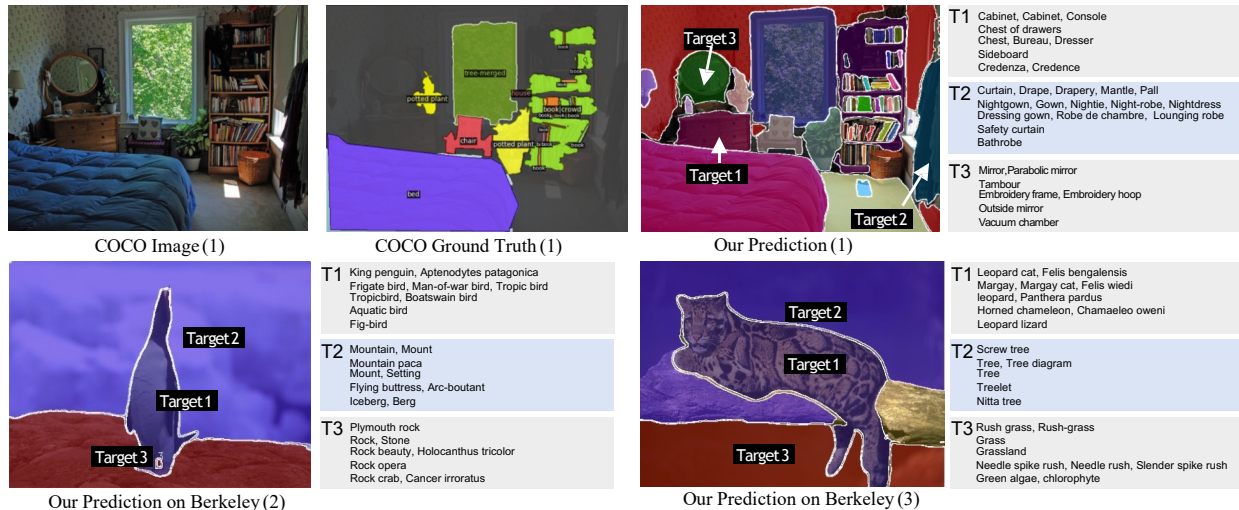 tree-merged
potted plant
house
book
book
book|crowd
chair
potted plant
book
bed
Target 3
Target 1
Target 2
T1
Cabinet, Cabinet, Console
Chest of drawers
Chest, Bureau, Dresser
Sideboard
Credenza, Credence
T2
Curtain, Drape, Drapery, Mantle, Pall
Nightgown, Gown, Nightie, Night-robe, Nightdress
Dressing gown, Robe de chambre, Lounging robe
Safety curtain
Bathrobe
T3
Mirror,Parabolic mirror
Tambour
Embroidery frame, Embroidery hoop
Outside mirror
Vacuum chamber
COCO Image (1)
COCO Ground Truth (1)
Our Prediction (1)
Target 2
Target 1
Target 3
T1
King penguin, Aptenodytes patagonica
Frigate bird, Man-of-war bird, Tropic bird
Tropicbird, Boatswain bird
Aquatic bird
Fig-bird
T2
Mountain, Mount
Mountain paca
Mount, Setting
Flying buttress, Arc-boutant
Iceberg, Berg
T3
Plymouth rock
Rock, Stone
Rock beauty, Holocanthus tricolor
Rock opera
Rock crab, Cancer irroratus
Target 2
Target 1
Target 3
T1
Leopard cat, Felis bengalensis
Margay, Margay cat, Felis wiedi
leopard, Panthera pardus
Horned chameleon, Chamaeleo oweni
Leopard lizard
T2
Screw tree
Tree, Tree diagram
Tree
Treelet
Nitta tree
T3
Rush grass, Rush-grass
Grass
Grassland
Needle spike rush, Needle rush, Slender spike rush
Green algae, chlorophyte
Our Prediction on Berkeley (2)
Our Prediction on Berkeley (3)